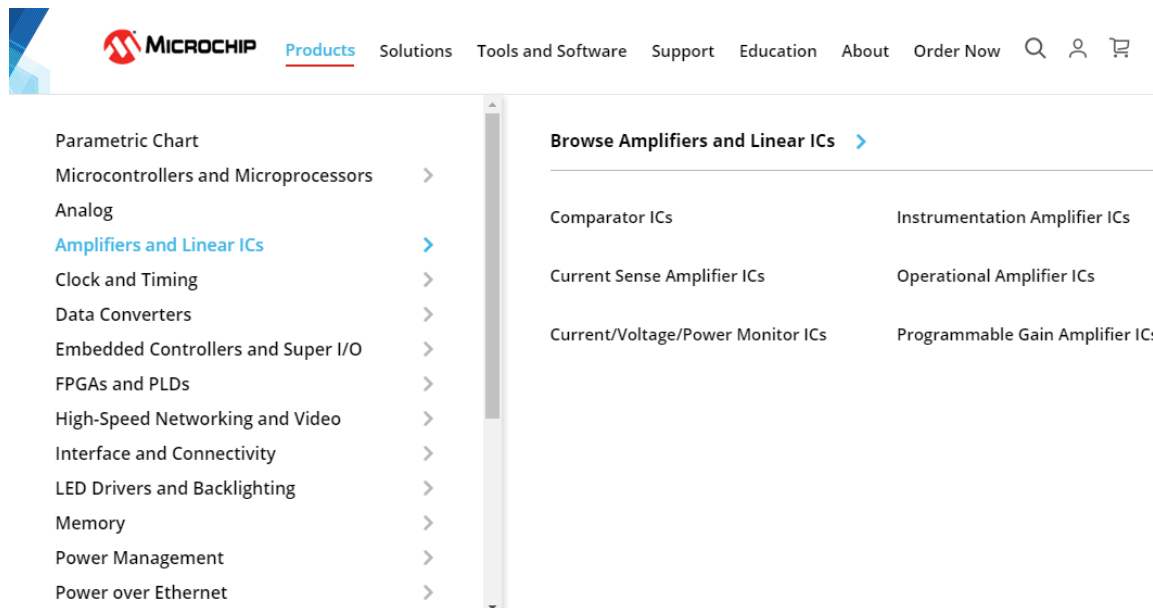 MICROCHIP Products Solutions Tools and Software Support Education About Order Now
Parametric Chart
Microcontrollers and Microprocessors
Analog
Amplifiers and Linear ICs
Clock and Timing
Data Converters
Embedded Controllers and Super I/O
FPGAs and PLDs
High-Speed Networking and Video
Interface and Connectivity
LED Drivers and Backlighting
Memory
Power Management
Power over Ethernet
Browse Amplifiers and Linear ICs
Comparator ICs Instrumentation Amplifier ICs
Current Sense Amplifier ICs Operational Amplifier ICs
Current/Voltage/Power Monitor ICs Programmable Gain Amplifier ICs